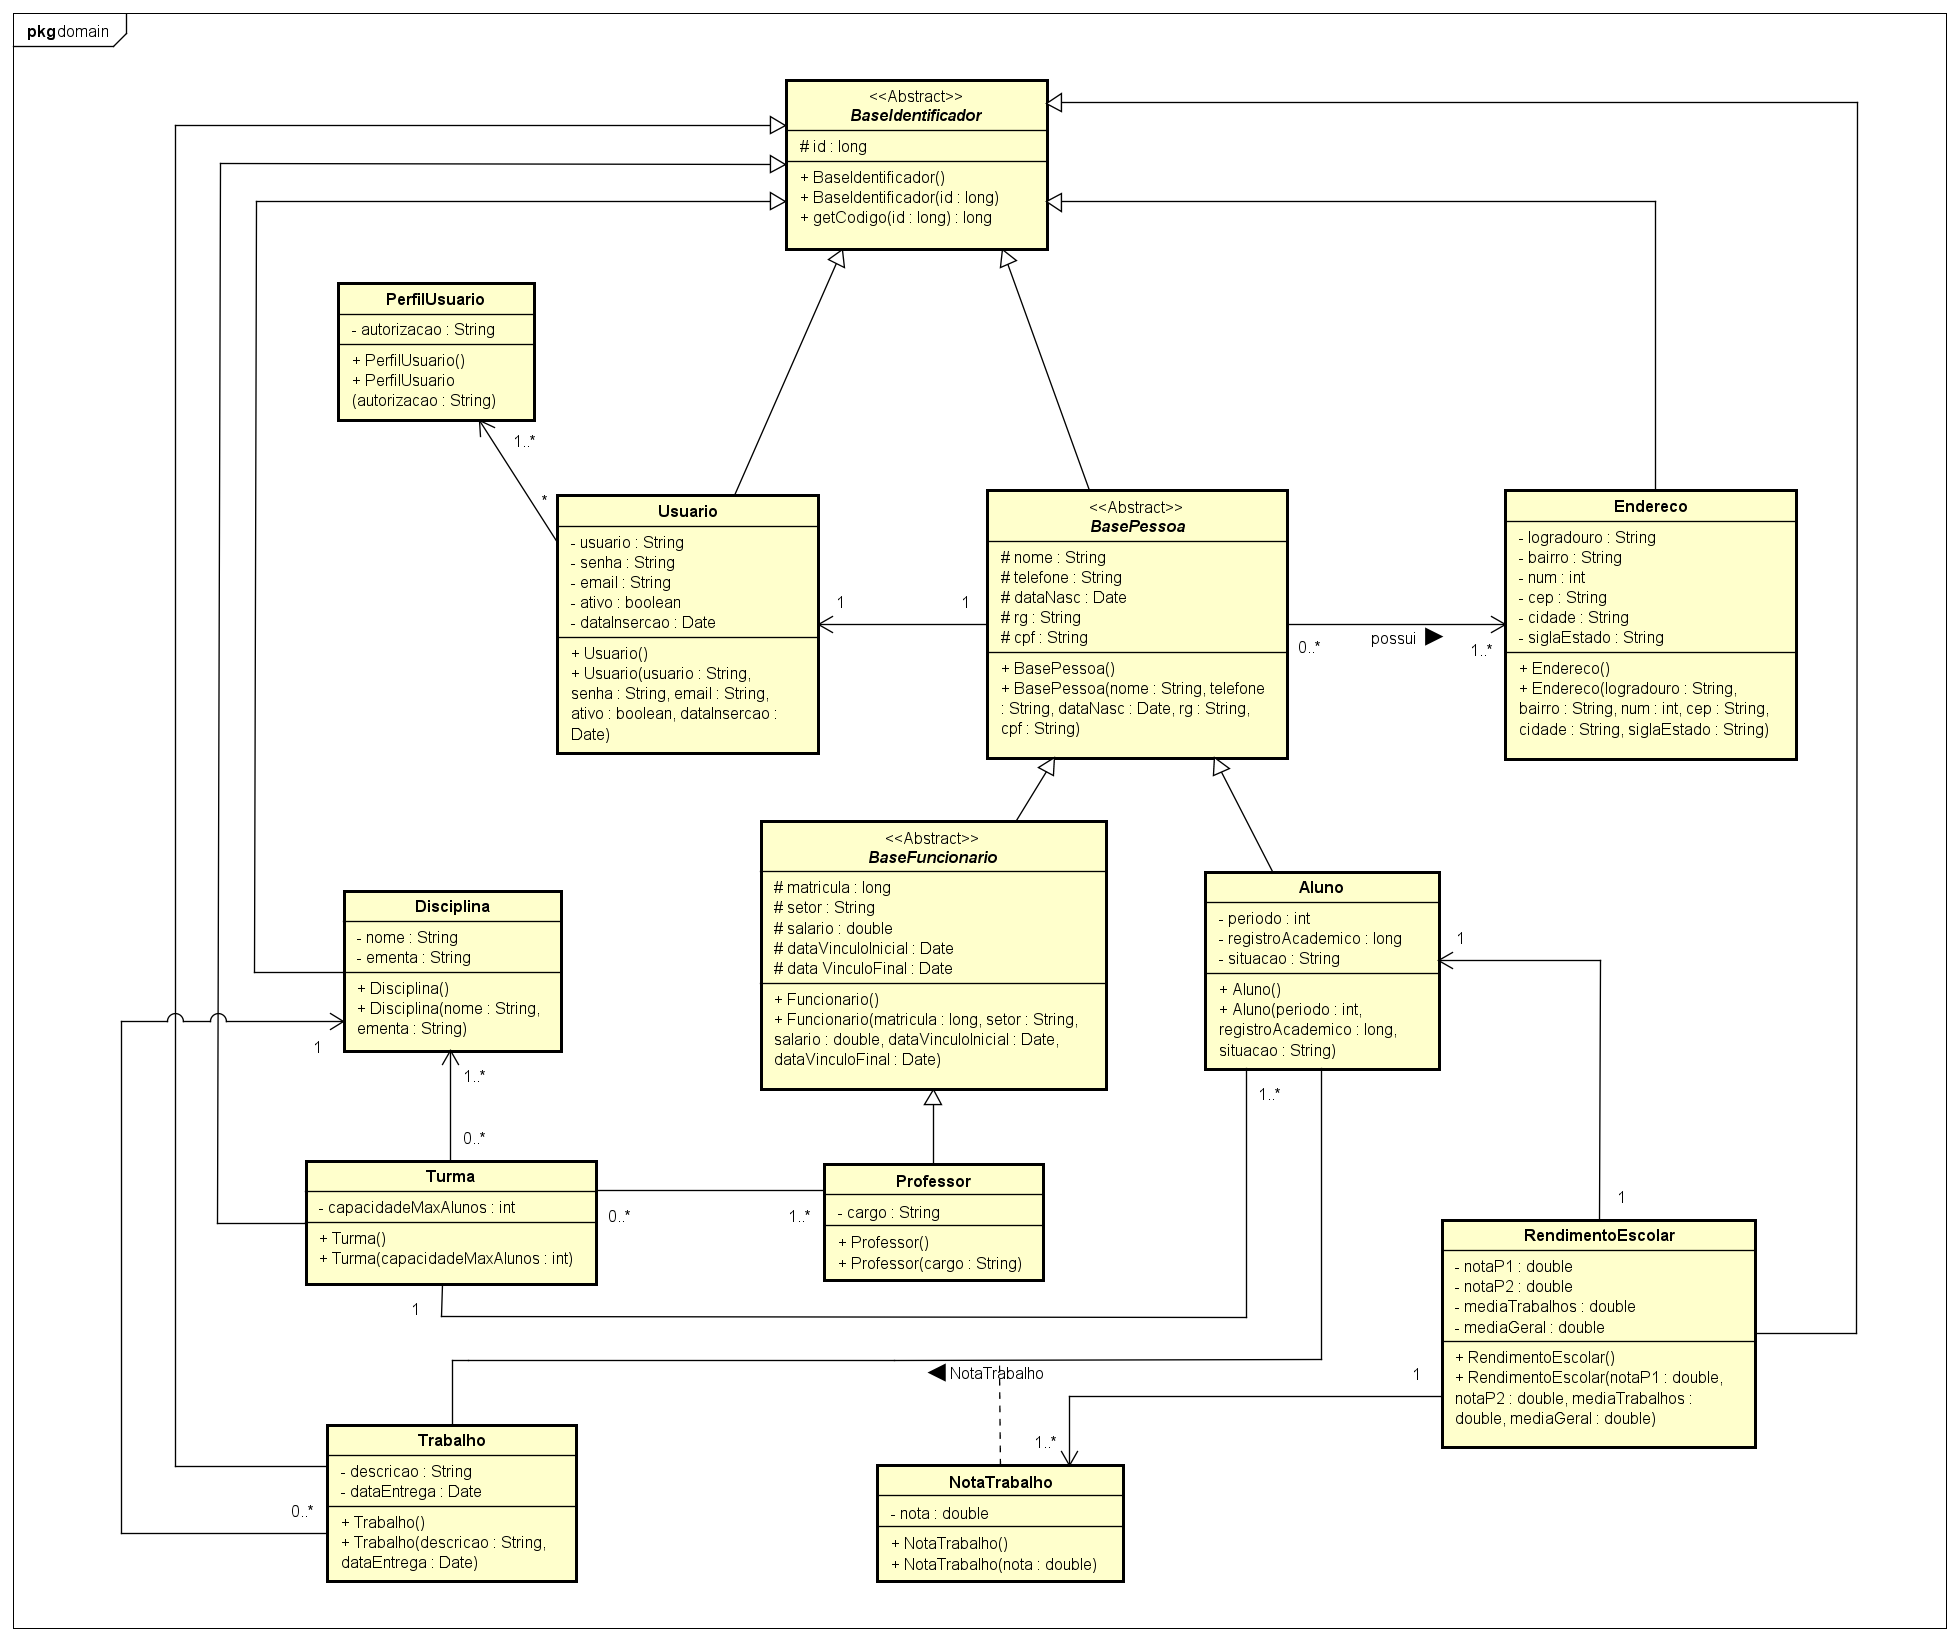 pkg domain
<<Abstract>>
BaseIdentificador
# id : long
+ BaseIdentificador()
+ BaseIdentificador(id : long)
+ getCodigo(id : long) : long
PerfilUsuario
- autorizacao : String
+ PerfilUsuario()
+ PerfilUsuario
(autorizacao : String)
1..*
*
Usuario
- usuario : String
- senha : String
- email : String
- ativo : boolean
- dataInsercao : Date
+ Usuario()
+ Usuario(usuario : String,
senha : String, email : String,
ativo : boolean, dataInsercao :
Date)
1
1
<<Abstract>>
BasePessoa
# nome : String
# telefone : String
# dataNasc : Date
# rg : String
# cpf : String
+ BasePessoa()
+ BasePessoa(nome : String, telefone
: String, dataNasc : Date, rg : String,
cpf : String)
0..*
possui
1..*
Endereco
- logradouro : String
- bairro : String
- num : int
- cep : String
- cidade : String
- siglaEstado : String
+ Endereco()
+ Endereco(logradouro : String,
bairro : String, num : int, cep : String,
cidade : String, siglaEstado : String)
<<Abstract>>
BaseFuncionario
# matricula : long
# setor : String
# salario : double
# dataVinculoInicial : Date
# data VinculoFinal : Date
+ Funcionario()
+ Funcionario(matricula : long, setor : String,
salario : double, dataVinculoInicial : Date,
dataVinculoFinal : Date)
Aluno
- periodo : int
- registroAcademico : long
- situacao : String
+ Aluno()
+ Aluno(periodo : int,
registroAcademico : long,
situacao : String)
1
1..*
1
Disciplina
- nome : String
- ementa : String
+ Disciplina()
+ Disciplina(nome : String,
ementa : String)
1
1..*
0..*
Turma
- capacidadeMaxAlunos : int
+ Turma()
+ Turma(capacidadeMaxAlunos : int)
0..*
1..*
1
Professor
- cargo : String
+ Professor()
+ Professor(cargo : String)
RendimentoEscolar
- notaP1 : double
- notaP2 : double
- mediaTrabalhos : double
- mediaGeral : double
+ RendimentoEscolar()
+ RendimentoEscolar(notaP1 : double,
notaP2 : double, mediaTrabalhos :
double, mediaGeral : double)
1
NotaTrabalho
1..*
Trabalho
- descricao : String
- dataEntrega : Date
+ Trabalho()
+ Trabalho(descricao : String,
dataEntrega : Date)
0..*
NotaTrabalho
- nota : double
+ NotaTrabalho()
+ NotaTrabalho(nota : double)